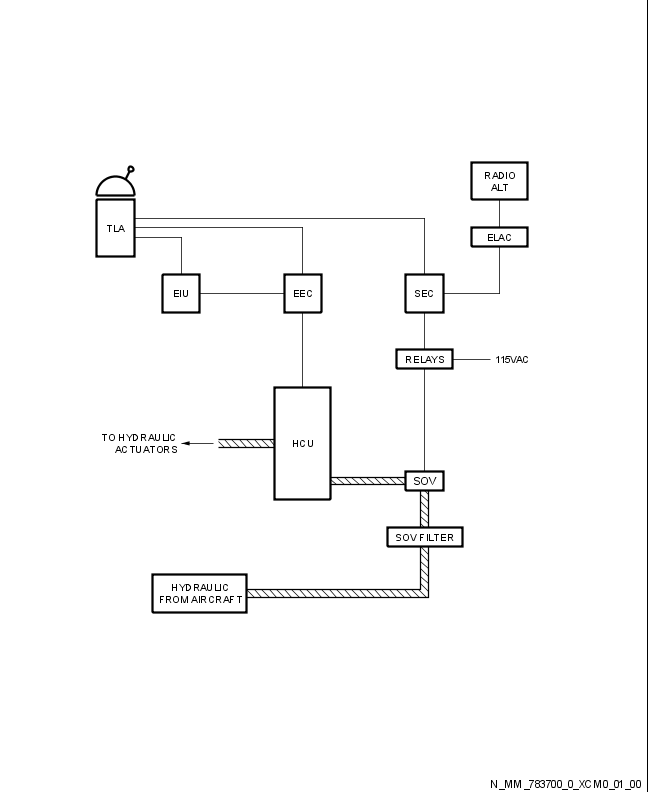 RADIO
ALT
TLA
ELAC
EIU
EEC
SEC
RELAYS
115VAC
TO HYDRAULIC
ACTUATORS
HCU
SOV
SOV FILTER
HYDRAULIC
FROM AIRCRAFT
N_MM_783700_0_XCM0_01_00